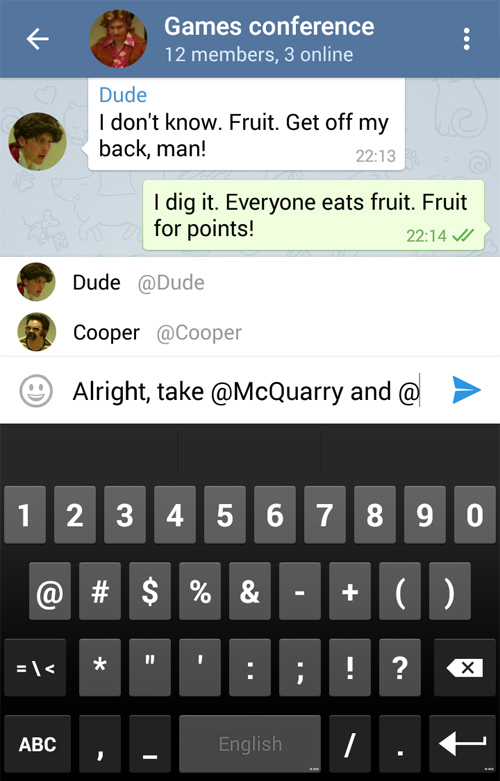 Games conference
12 members, 3 online
Dude
I don't know. Fruit. Get off my
back, man!
22:13
I dig it. Everyone eats fruit. Fruit
for points!
22:14
Dude @Dude
Cooper @Cooper
Alright, take @McQuarry and @
1 2 3 4 5 6 7 8 9 0
@ # $ % & - + ( )
= \ < * " ' : ; ! ?
ABC , _ English / .